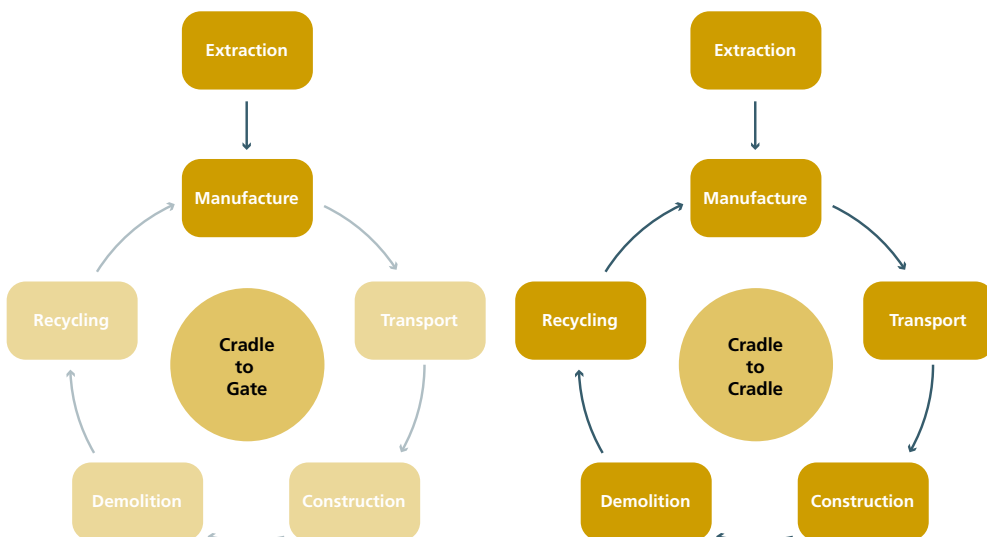 Extraction
Manufacture
Recycling
Transport
Cradle
to
Gate
Demolition
Construction
Extraction
Manufacture
Recycling
Transport
Cradle
to
Cradle
Demolition
Construction